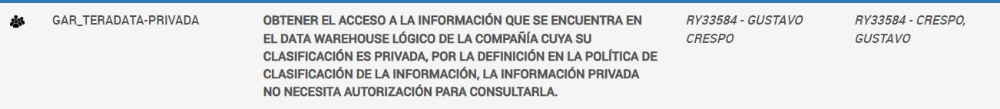 GAR_TERADATA-PRIVADA
OBTENER EL ACCESO A LA INFORMACIÓN QUE SE ENCUENTRA EN
EL DATA WAREHOUSE LÓGICO DE LA COMPAÑÍA CUYA SU
CLASIFICACIÓN ES PRIVADA, POR LA DEFINICIÓN EN LA POLÍTICA DE
CLASIFICACIÓN DE LA INFORMACIÓN, LA INFORMACIÓN PRIVADA
NO NECESITA AUTORIZACIÓN PARA CONSULTARLA.
RY33584 - GUSTAVO
CRESPO
RY33584 - CRESPO,
GUSTAVO